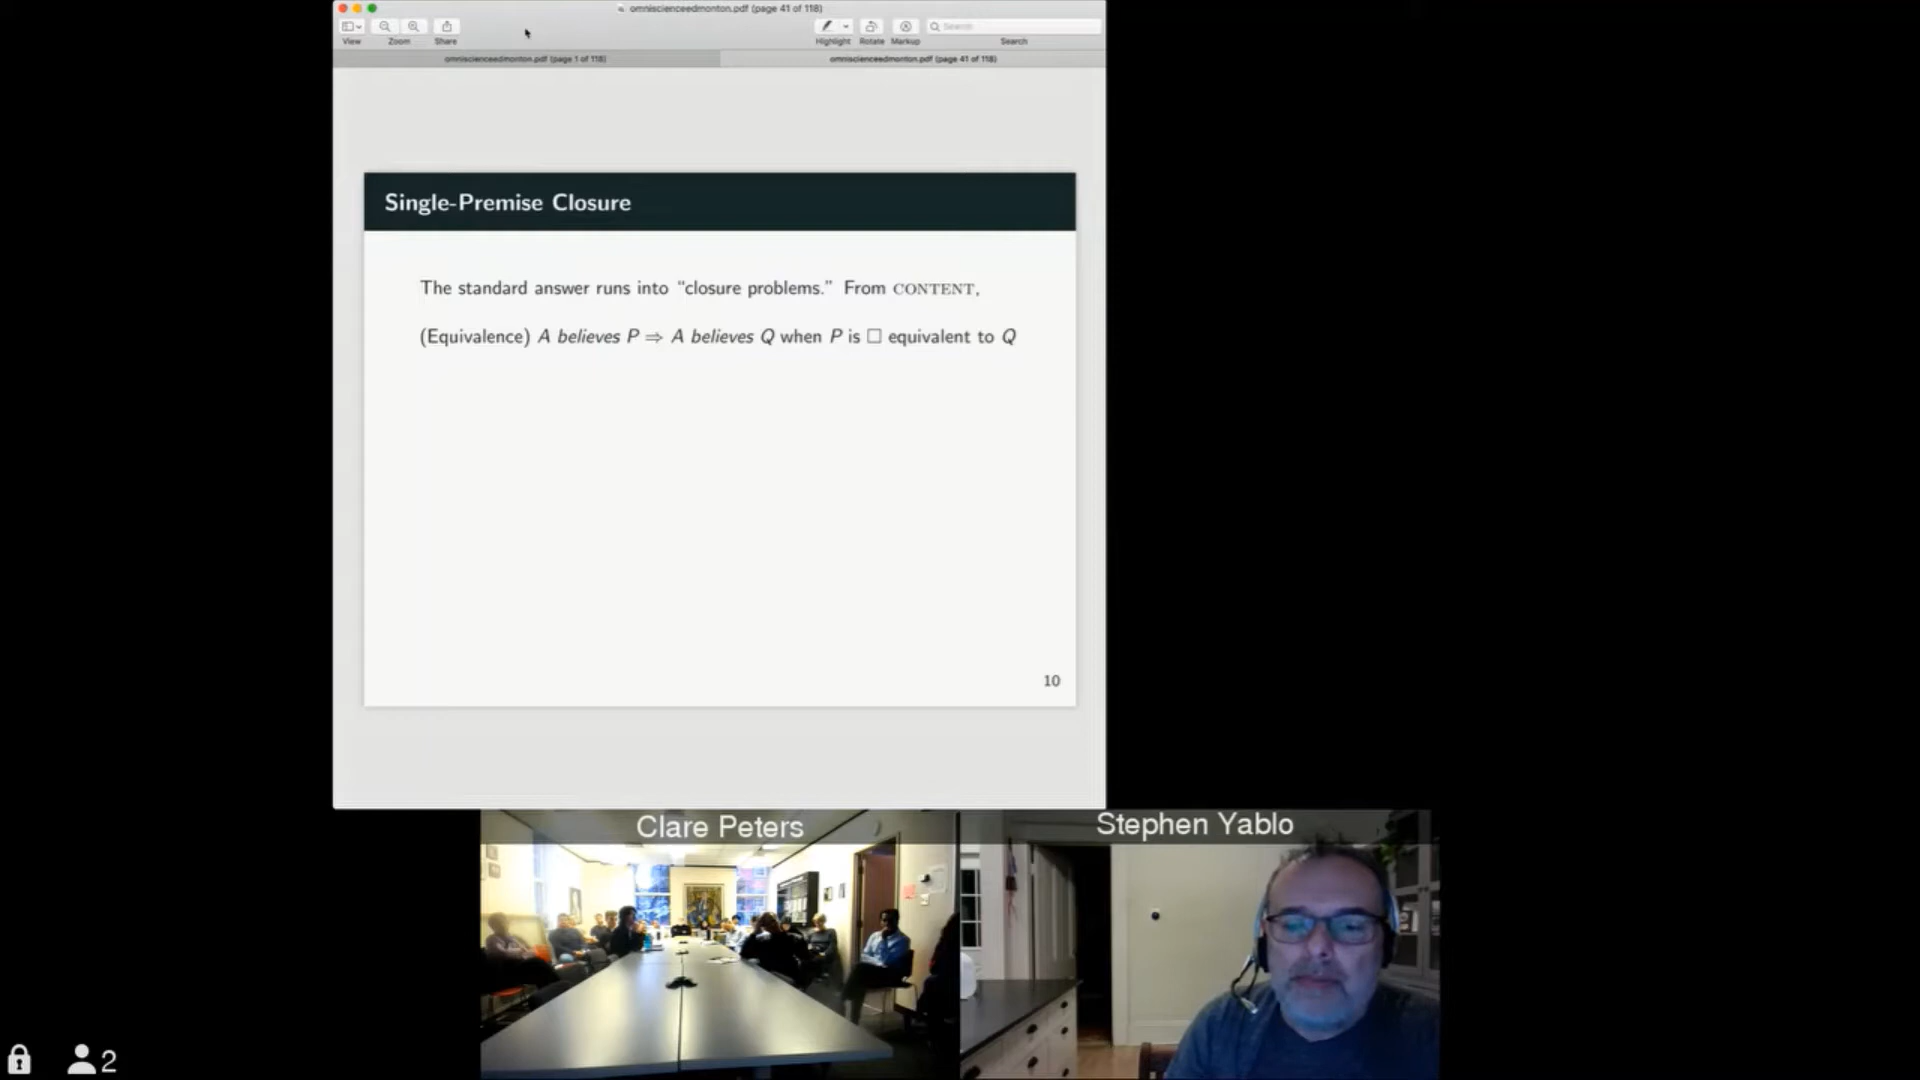 omniscienceedmonton.pdf (page 41 of 118)
View Zoom Share Highlight Rotate Markup Search
Search
omniscienceedmonton.pdf (page 1 of 118) omniscienceedmonton.pdf (page 41 of 118)
Single-Premise Closure
The standard answer runs into “closure problems.” From CONTENT,
(Equivalence) A believes P ⇒ A believes Q when P is □ equivalent to Q
10
Clare Peters
Stephen Yablo
2